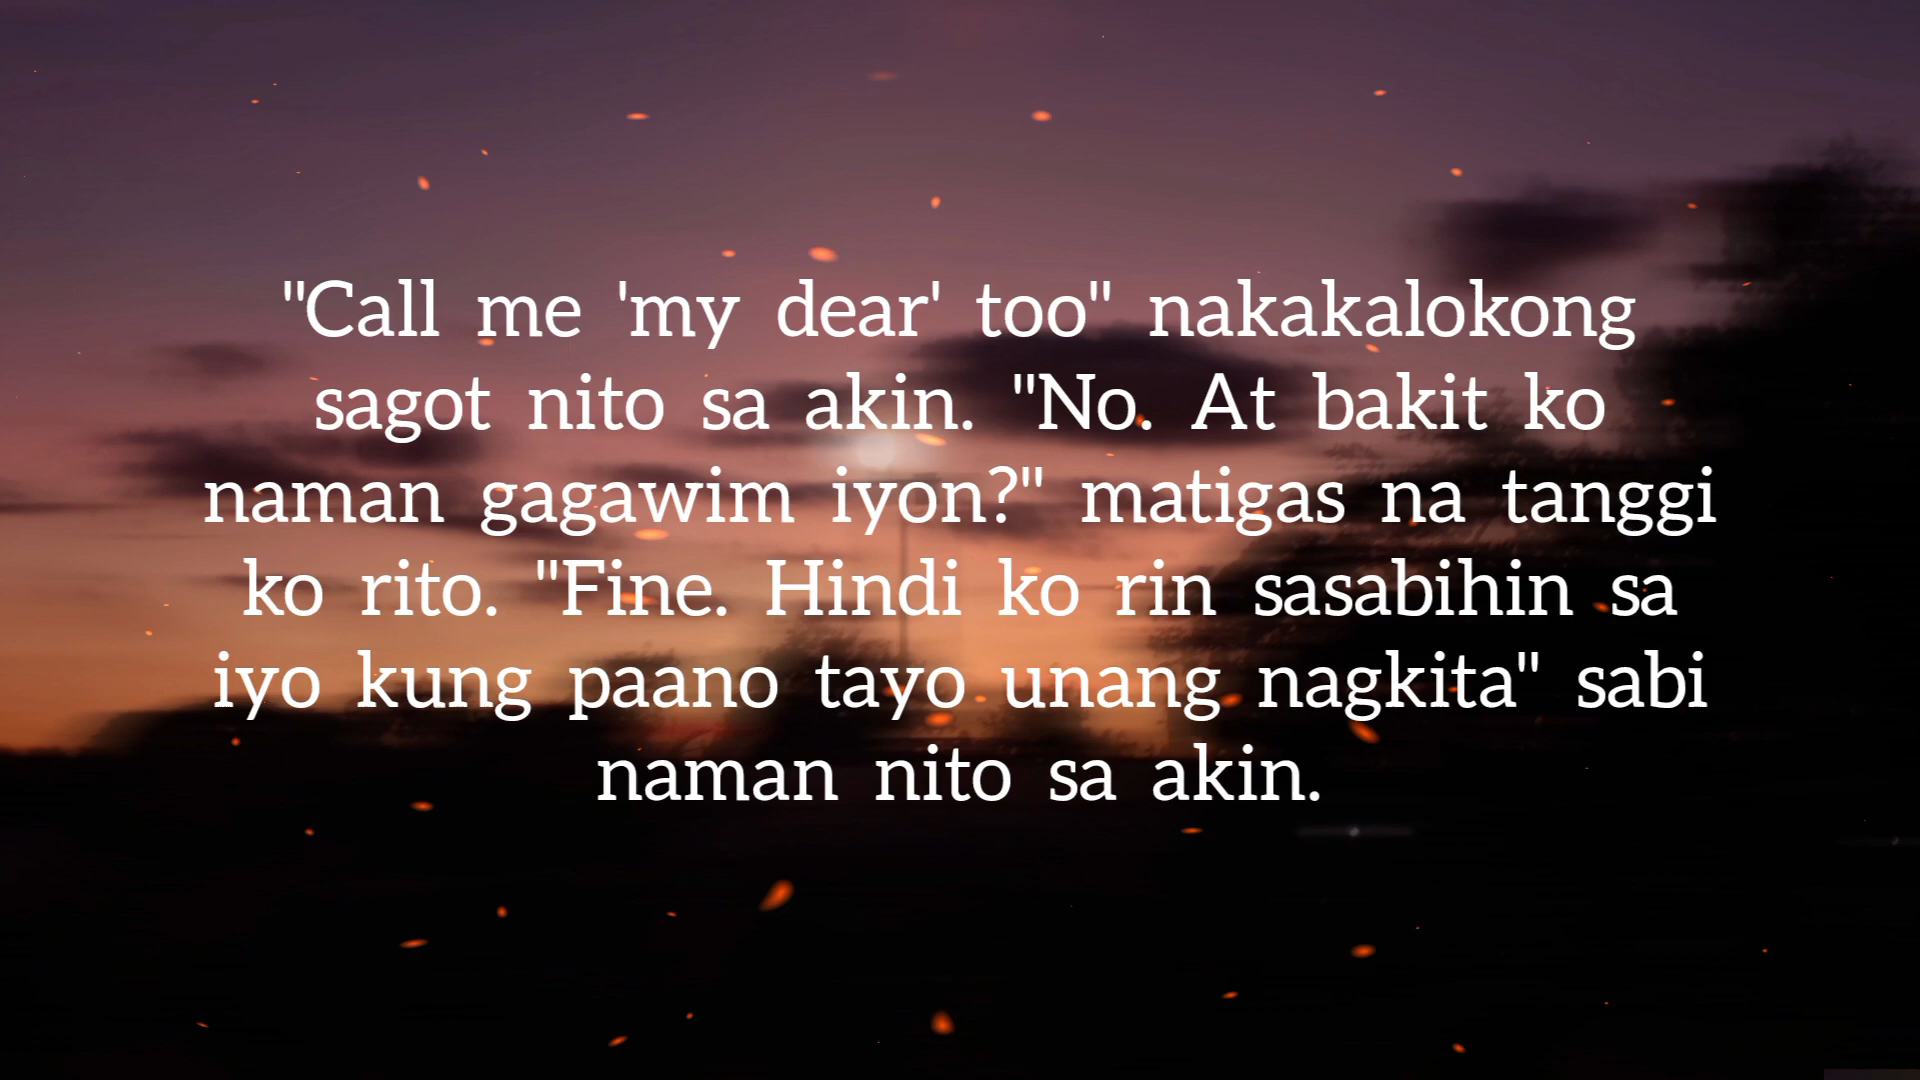 "Call me 'my dear' too" nakakalokong
sagot nito sa akin. "No. At bakit ko
naman gagawim iyon?" matigas na tanggi
ko rito. "Fine. Hindi ko rin sasabihin sa
iyo kung paano tayo unang nagkita" sabi
naman nito sa akin.